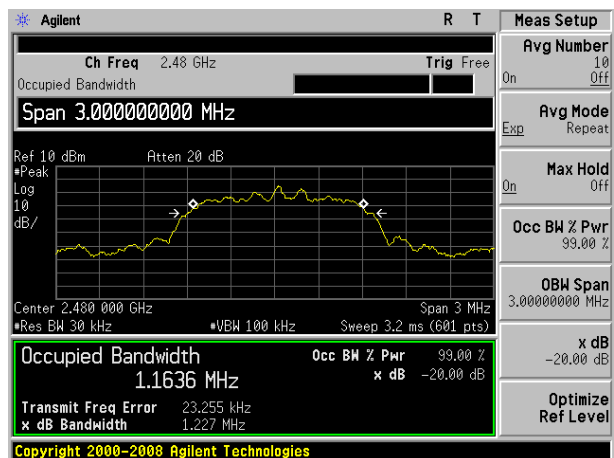 Agilent R T
Ch Freq 2.48 GHz Trig Free
Occupied Bandwidth
Span 3.000000000 MHz
Ref 10 dBm Atten 20 dB
#Peak
Log
10
dB/
Center 2.480 000 GHz Span 3 MHz
#Res BW 30 kHz #VBW 100 kHz Sweep 3.2 ms (601 pts)
Occupied Bandwidth Occ BW % Pwr 99.00 %
1.1636 MHz x dB -20.00 dB
Transmit Freq Error 23.255 kHz
x dB Bandwidth 1.227 MHz
Copyright 2000-2008 Agilent Technologies
Meas Setup
Avg Number
10
On Off
Avg Mode
Exp Repeat
Max Hold
On Off
Occ BW % Pwr
99.00 %
OBW Span
3.00000000 MHz
x dB
-20.00 dB
Optimize
Ref Level